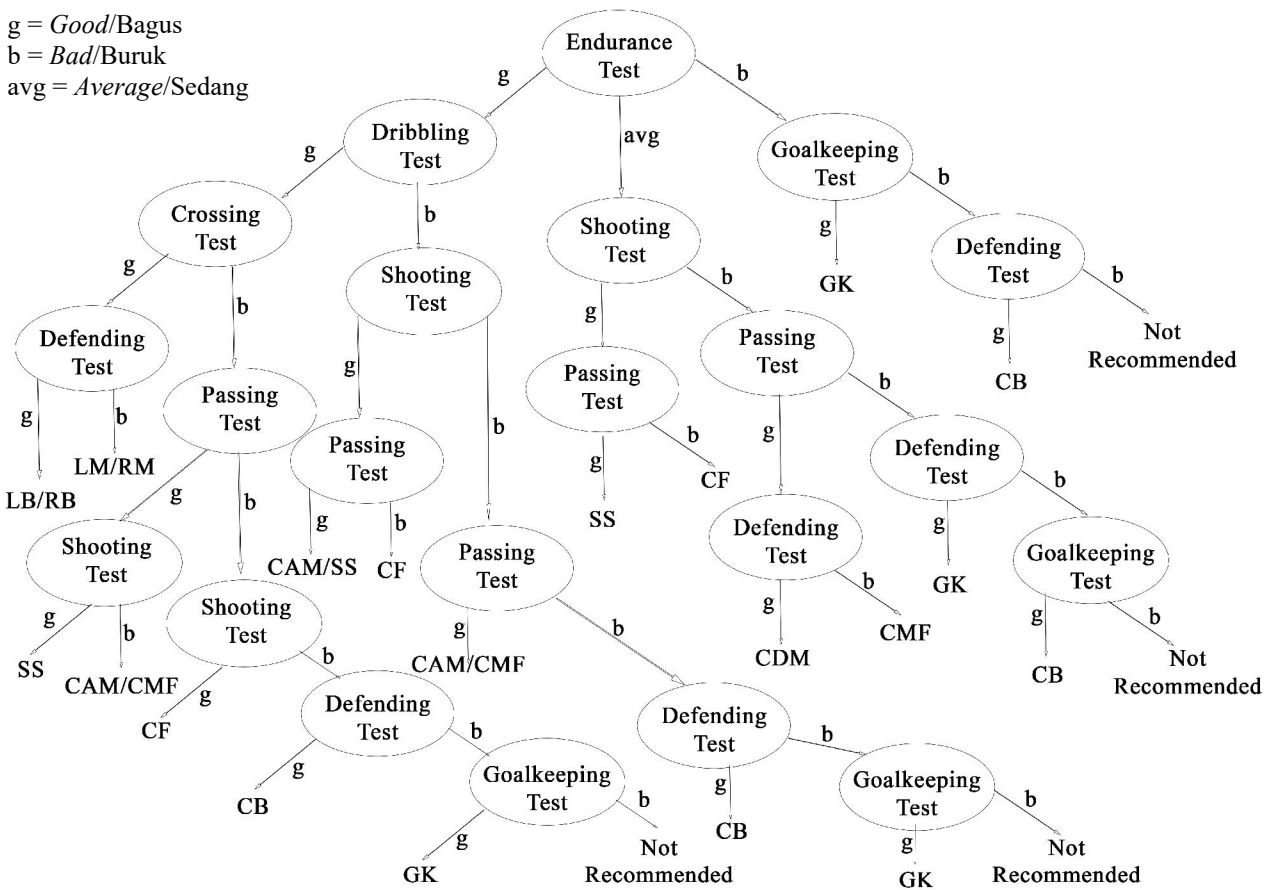 g = Good/Bagus
b = Bad/Buruk
avg = Average/Sedang
Endurance
Test
g
avg
b
Dribbling
Test
Goalkeeping
Test
g
b
g
b
Crossing
Test
Shooting
Test
Defending
Test
GK
g
b
g
b
g
b
Shooting
Test
Defending
Test
Passing
Test
Not
Recommended
CB
g
b
g
b
Passing
Test
Passing
Test
Passing
Test
g
b
g
b
Defending
Test
LM/RM
LB/RB
g
b
g
b
g
b
CF
SS
Defending
Test
g
b
Shooting
Test
CAM/SS
CF
Passing
Test
GK
Goalkeeping
Test
g
b
Shooting
Test
g
b
g
b
g
b
SS
CAM/CMF
g
b
CAM/CMF
CDM
CMF
CB
Not
Recommended
CF
Defending
Test
Defending
Test
g
b
g
b
CB
Goalkeeping
Test
CB
Goalkeeping
Test
g
b
g
b
GK
Not
Recommended
GK
Not
Recommended